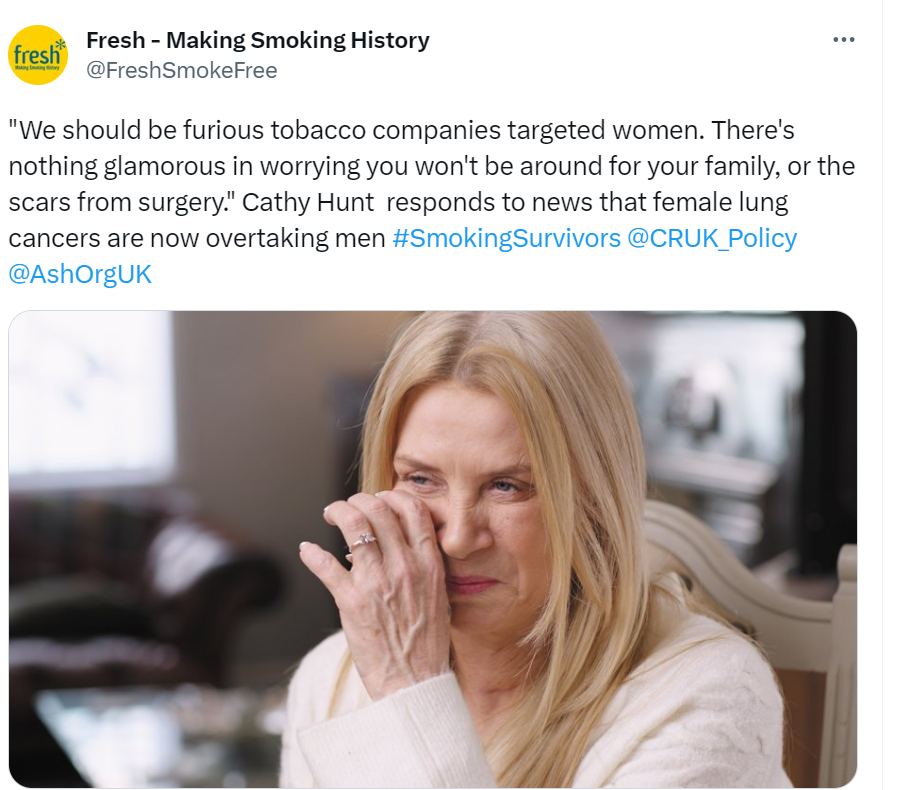 fresh*
Making Smoking History
Fresh - Making Smoking History
@FreshSmokeFree
"We should be furious tobacco companies targeted women. There's
nothing glamorous in worrying you won't be around for your family, or the
scars from surgery." Cathy Hunt  responds to news that female lung
cancers are now overtaking men #SmokingSurvivors @CRUK_Policy
@AshOrgUK